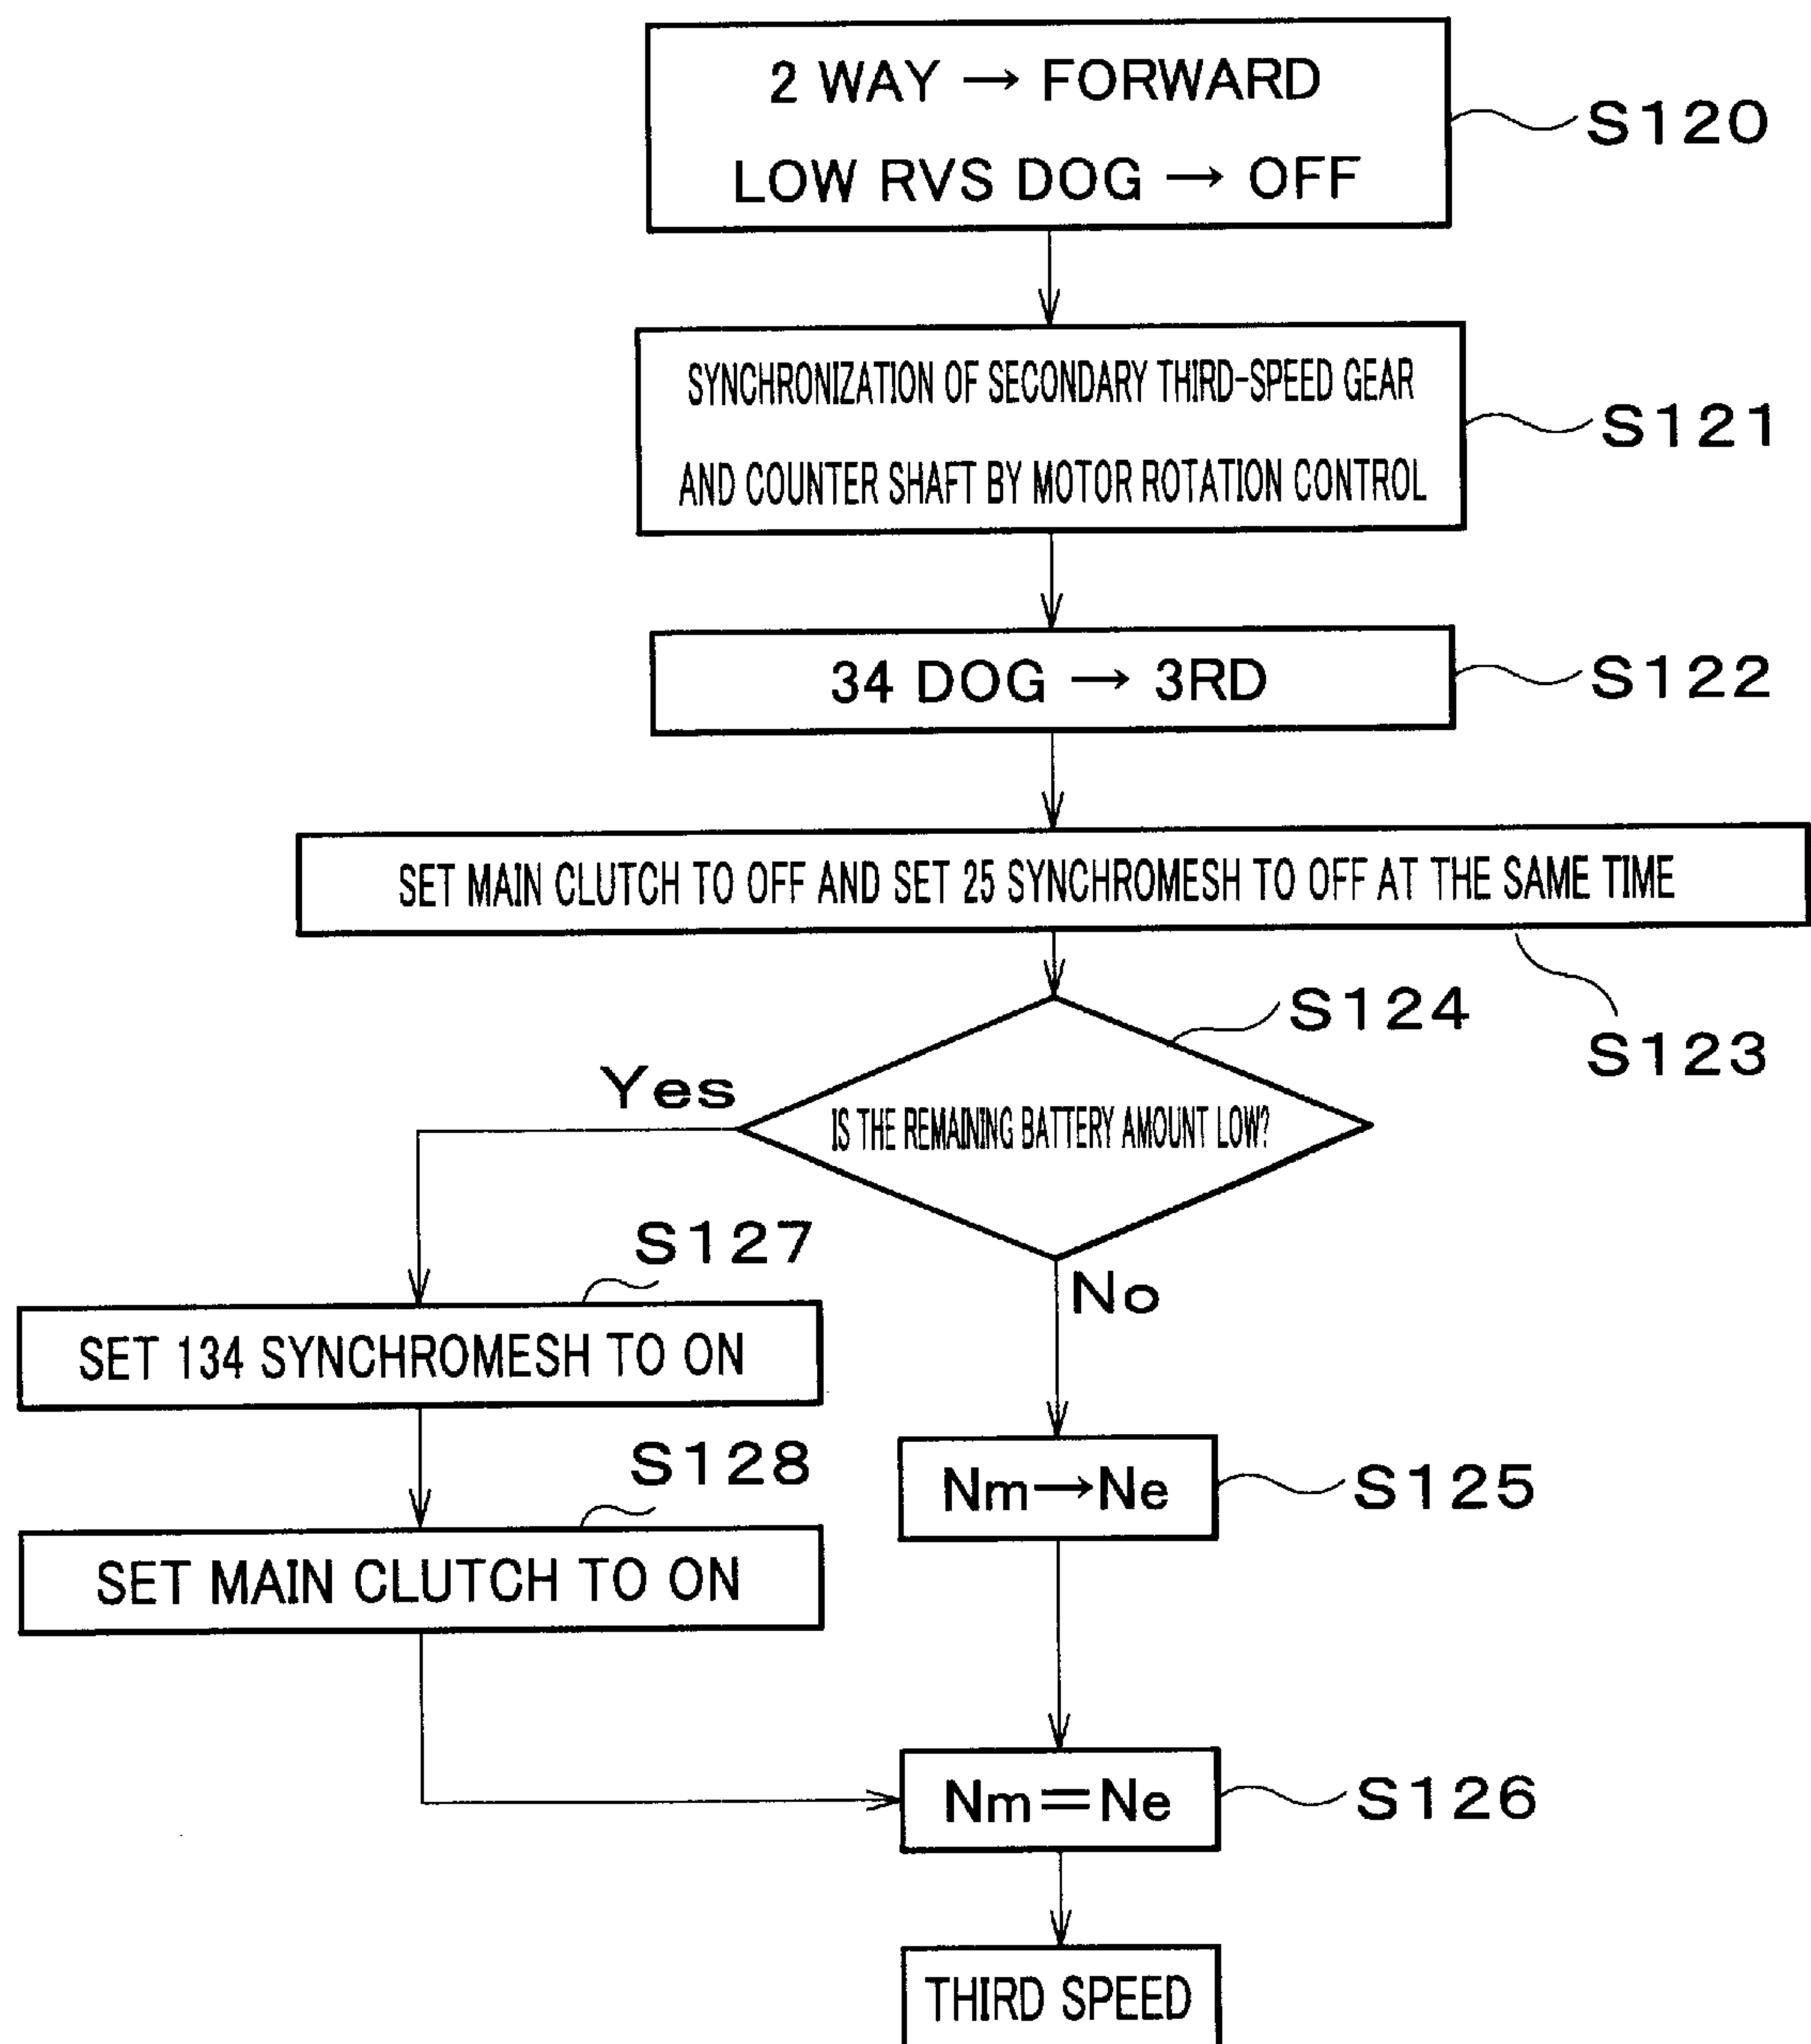 2 WAY → FORWARD
LOW RVS DOG → OFF
S120
SYNCHRONIZATION OF SECONDARY THIRD-SPEED GEAR
AND COUNTER SHAFT BY MOTOR ROTATION CONTROL
S121
34 DOG → 3RD
S122
SET MAIN CLUTCH TO OFF AND SET 25 SYNCHROMESH TO OFF AT THE SAME TIME
S123
S124
IS THE REMAINING BATTERY AMOUNT LOW?
Yes
No
S127
SET 134 SYNCHROMESH TO ON
S128
SET MAIN CLUTCH TO ON
Nm→Ne
S125
Nm=Ne
S126
THIRD SPEED